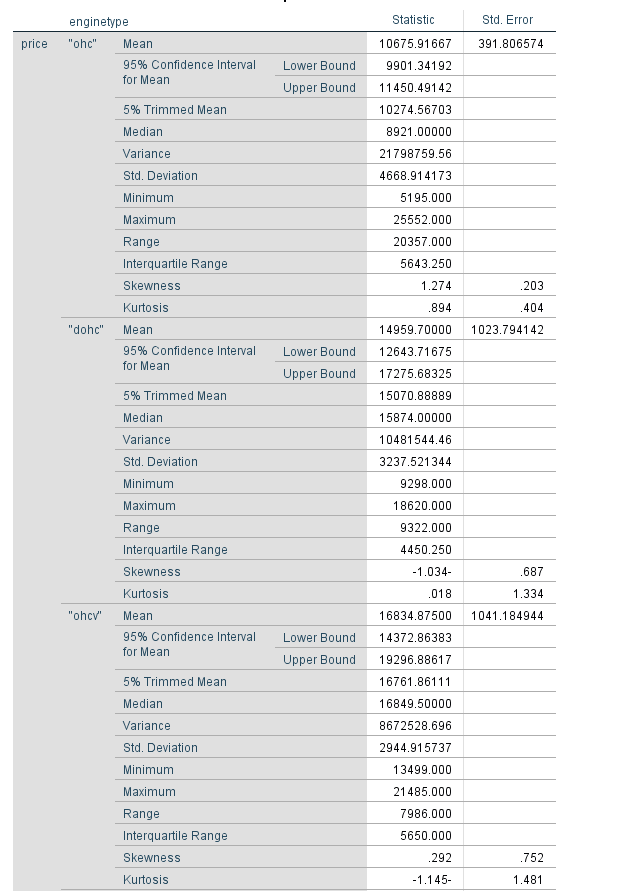 enginetype Statistic Std. Error
price "ohc" Mean 10675.91667 391.806574
95% Confidence Interval for Mean Lower Bound 9901.34192
Upper Bound 11450.49142
5% Trimmed Mean 10274.56703
Median 8921.00000
Variance 21798759.56
Std. Deviation 4668.914173
Minimum 5195.000
Maximum 25552.000
Range 20357.000
Interquartile Range 5643.250
Skewness 1.274 .203
Kurtosis .894 .404
"dohc" Mean 14959.70000 1023.794142
95% Confidence Interval for Mean Lower Bound 12643.71675
Upper Bound 17275.68325
5% Trimmed Mean 15070.88889
Median 15874.00000
Variance 10481544.46
Std. Deviation 3237.521344
Minimum 9298.000
Maximum 18620.000
Range 9322.000
Interquartile Range 4450.250
Skewness -1.034- .687
Kurtosis .018 1.334
"ohcv" Mean 16834.87500 1041.184944
95% Confidence Interval for Mean Lower Bound 14372.86383
Upper Bound 19296.88617
5% Trimmed Mean 16761.86111
Median 16849.50000
Variance 8672528.696
Std. Deviation 2944.915737
Minimum 13499.000
Maximum 21485.000
Range 7986.000
Interquartile Range 5650.000
Skewness .292 .752
Kurtosis -1.145- 1.481